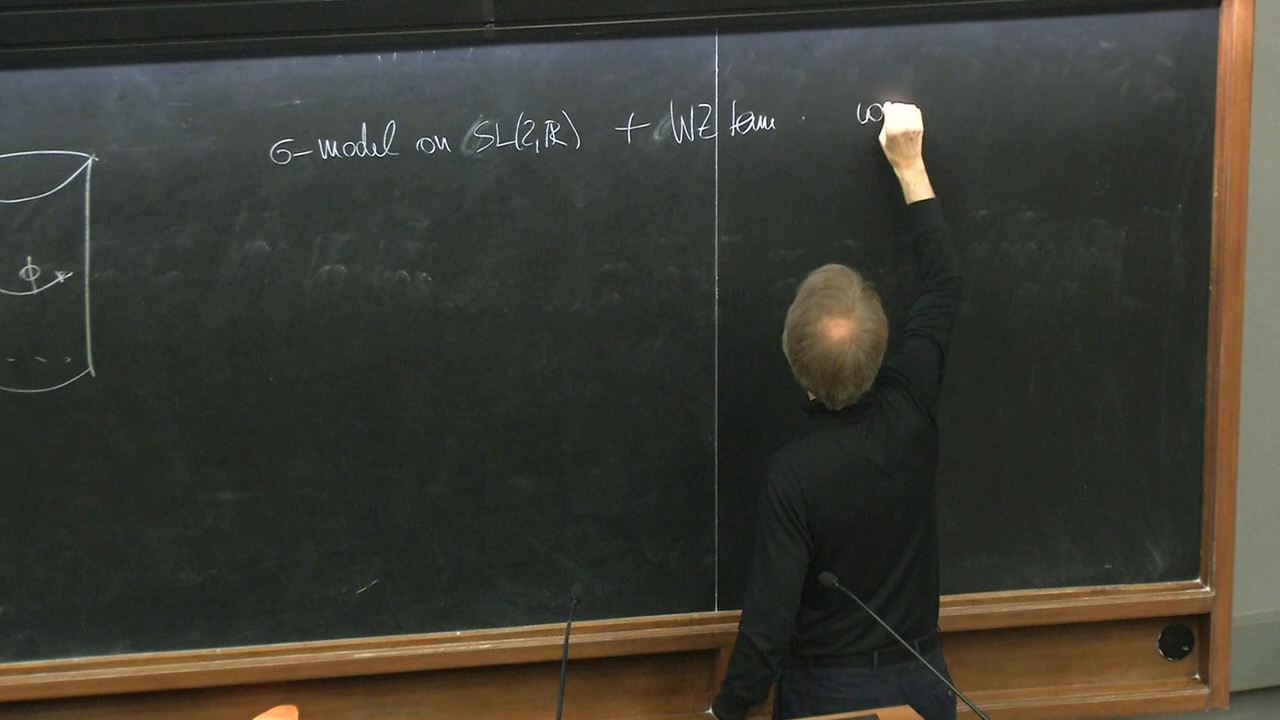 σ-model on SL(2,ℝ) + WZ term.
ϕ